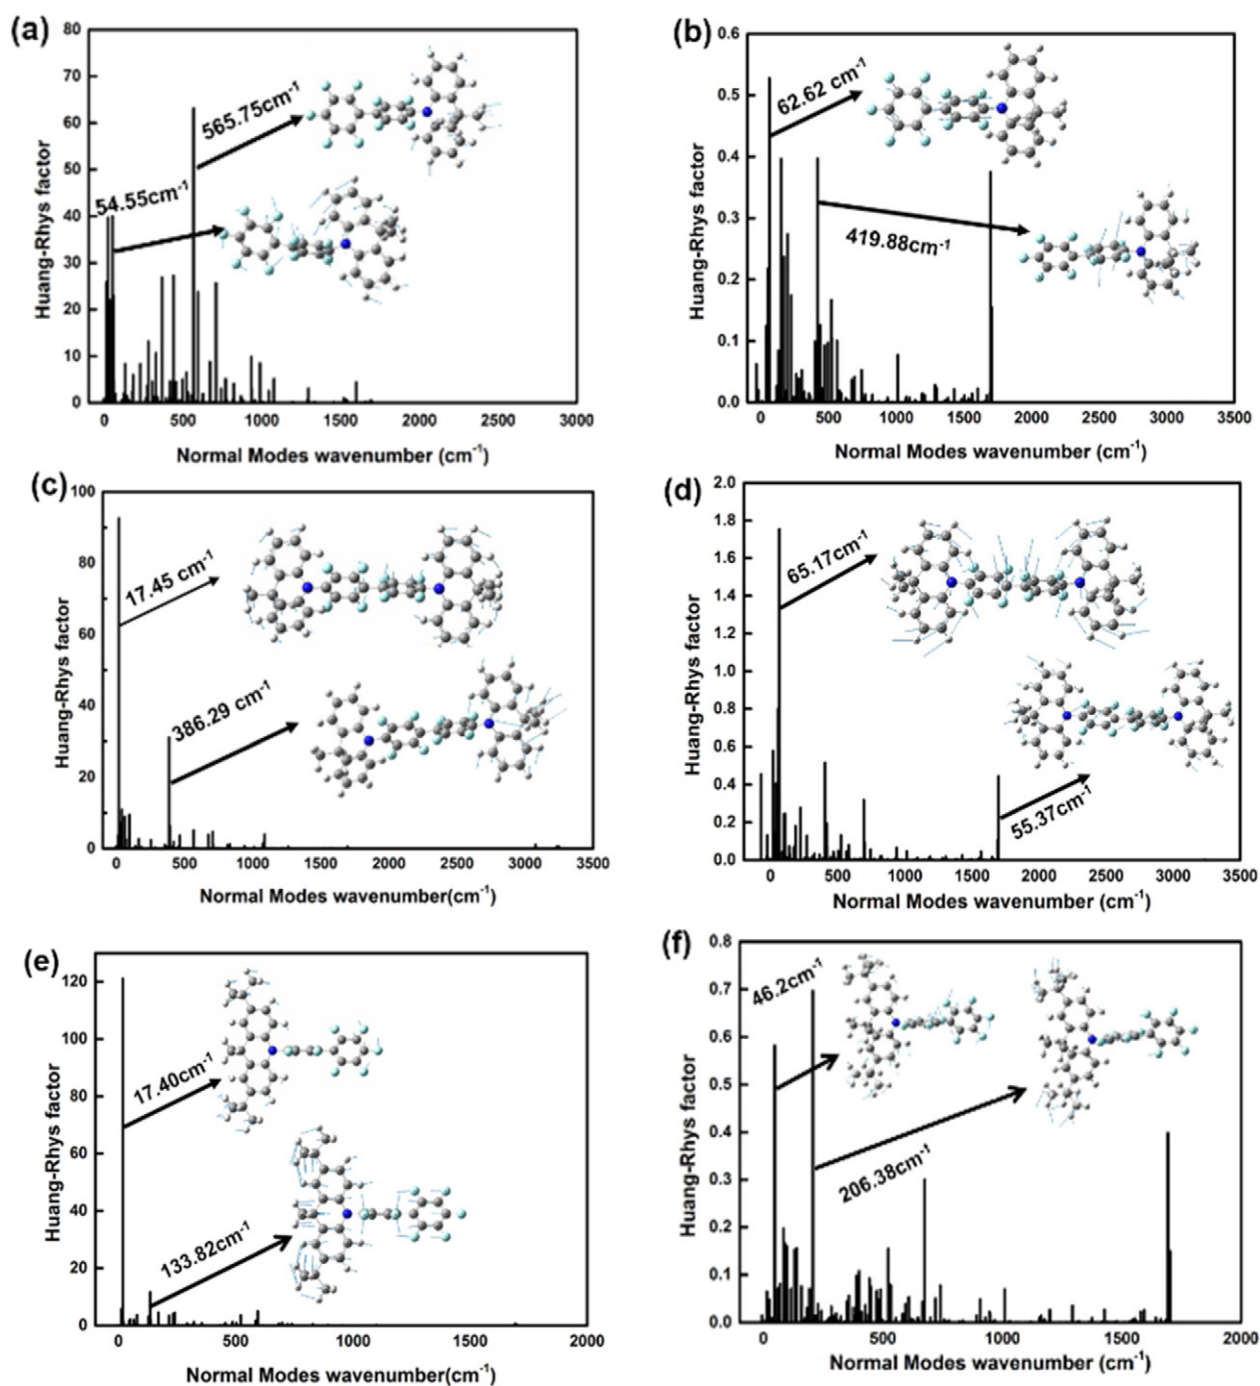 (a)
80
70
60
50
40
30
20
10
0
Huang-Rhys factor
565.75cm⁻¹
54.55cm⁻¹
0 500 1000 1500 2000 2500 3000
Normal Modes wavenumber (cm⁻¹)
(b)
0.6
0.5
0.4
0.3
0.2
0.1
0.0
Huang-Rhys factor
62.62 cm⁻¹
419.88cm⁻¹
0 500 1000 1500 2000 2500 3000 3500
Normal Modes wavenumber (cm⁻¹)
(c)
100
80
60
40
20
0
Huang-Rhys factor
17.45 cm⁻¹
386.29 cm⁻¹
0 500 1000 1500 2000 2500 3000 3500
Normal Modes wavenumber(cm⁻¹)
(d)
2.0
1.8
1.6
1.4
1.2
1.0
0.8
0.6
0.4
0.2
0.0
Huang-Rhys factor
65.17cm⁻¹
55.37cm⁻¹
0 500 1000 1500 2000 2500 3000 3500
Normal Modes wavenumber (cm⁻¹)
(e)
120
100
80
60
40
20
0
Huang-Rhys factor
17.40cm⁻¹
133.82cm⁻¹
0 500 1000 1500 2000
Normal Modes wavenumber(cm⁻¹)
(f)
0.8
0.7
0.6
0.5
0.4
0.3
0.2
0.1
0.0
Huang-Rhys factor
46.2cm⁻¹
206.38cm⁻¹
0 500 1000 1500 2000
Normal Modes wavenumber (cm⁻¹)